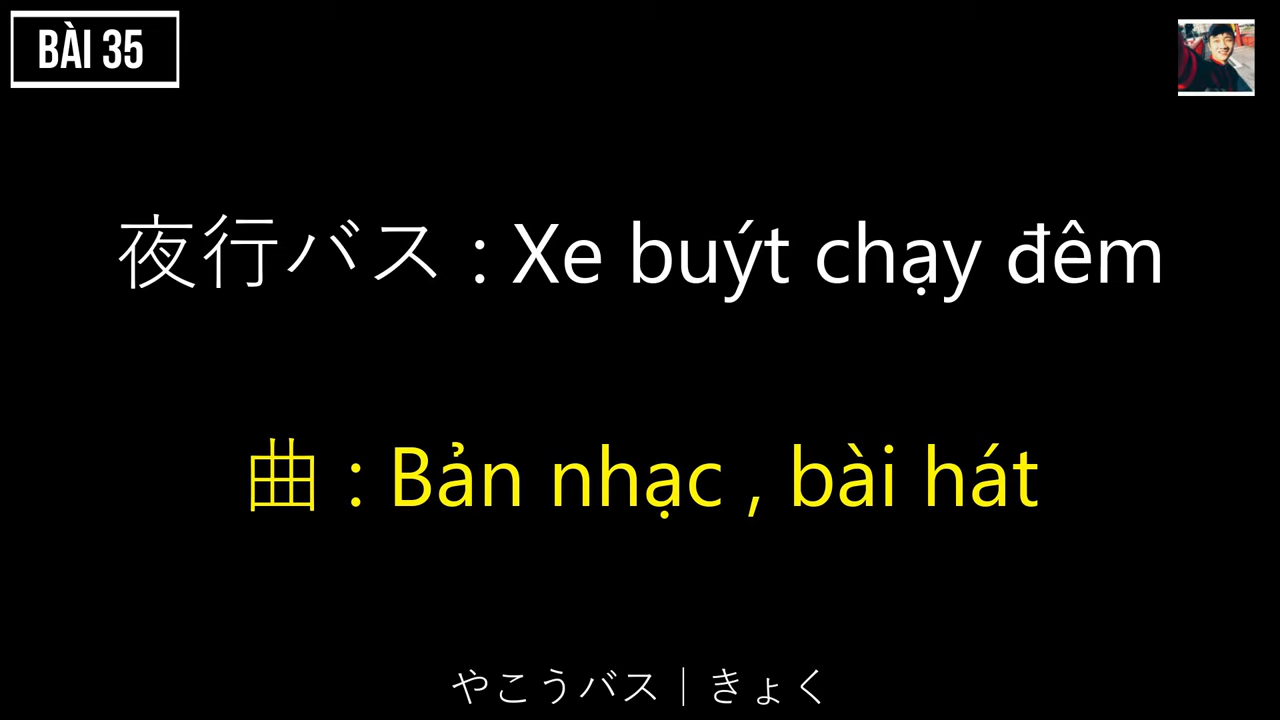 BÀI 35
夜行バス : Xe buýt chạy đêm
曲 : Bản nhạc , bài hát
やこうバス | きょく